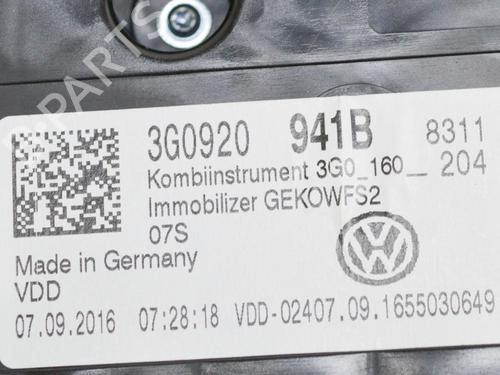 3G0920 941B 8311
Kombiinstrument 3G0_160__ 204
Immobilizer GEKOWFS2
07S
Made in Germany
VDD
07.09.2016 07:28:18 VDD-02407.09.1655030649